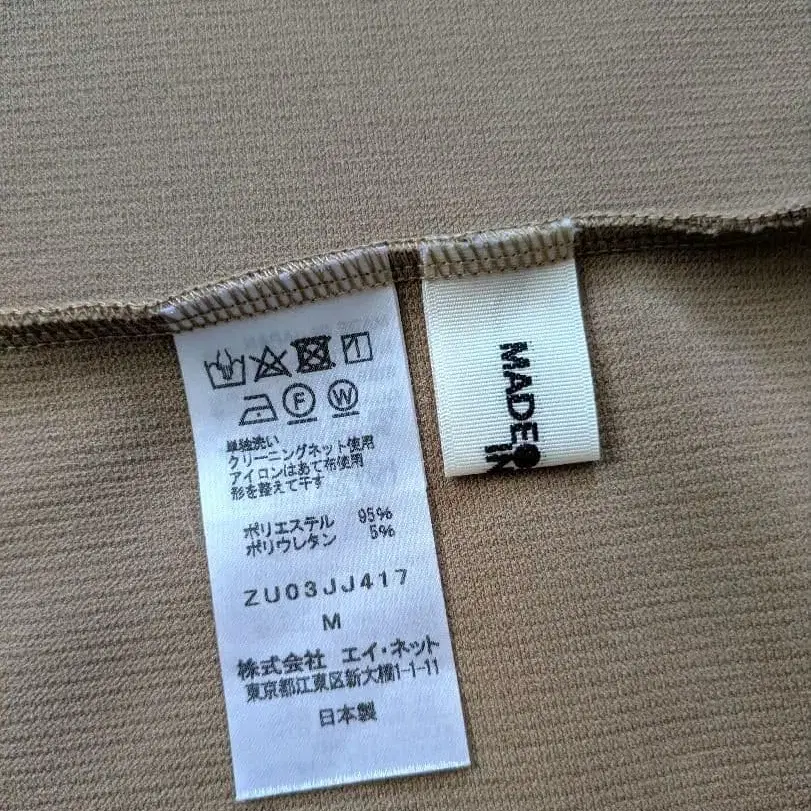 F W
単独洗い
クリーニングネット使用
アイロンはあて布使用
形を整えて干す
ポリエステル 95%
ポリウレタン 5%
ZU03JJ417
M
株式会社 エイ・ネット
東京都江東区新大橋1-1-11
日本製
MADE
IN